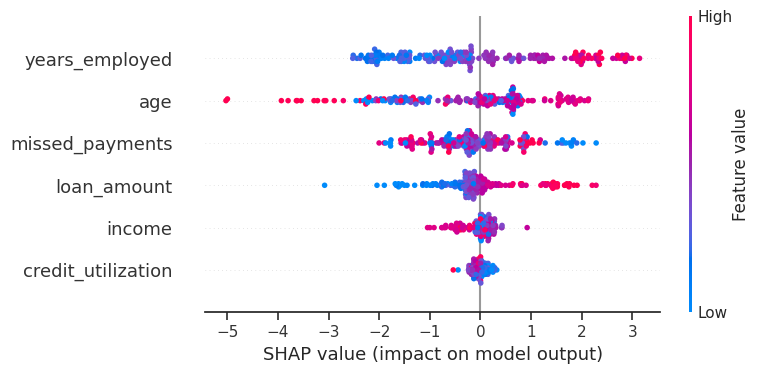 High
years_employed
age
missed_payments
loan_amount
income
credit_utilization
Feature value
Low
−5 −4 −3 −2 −1 0 1 2 3
SHAP value (impact on model output)